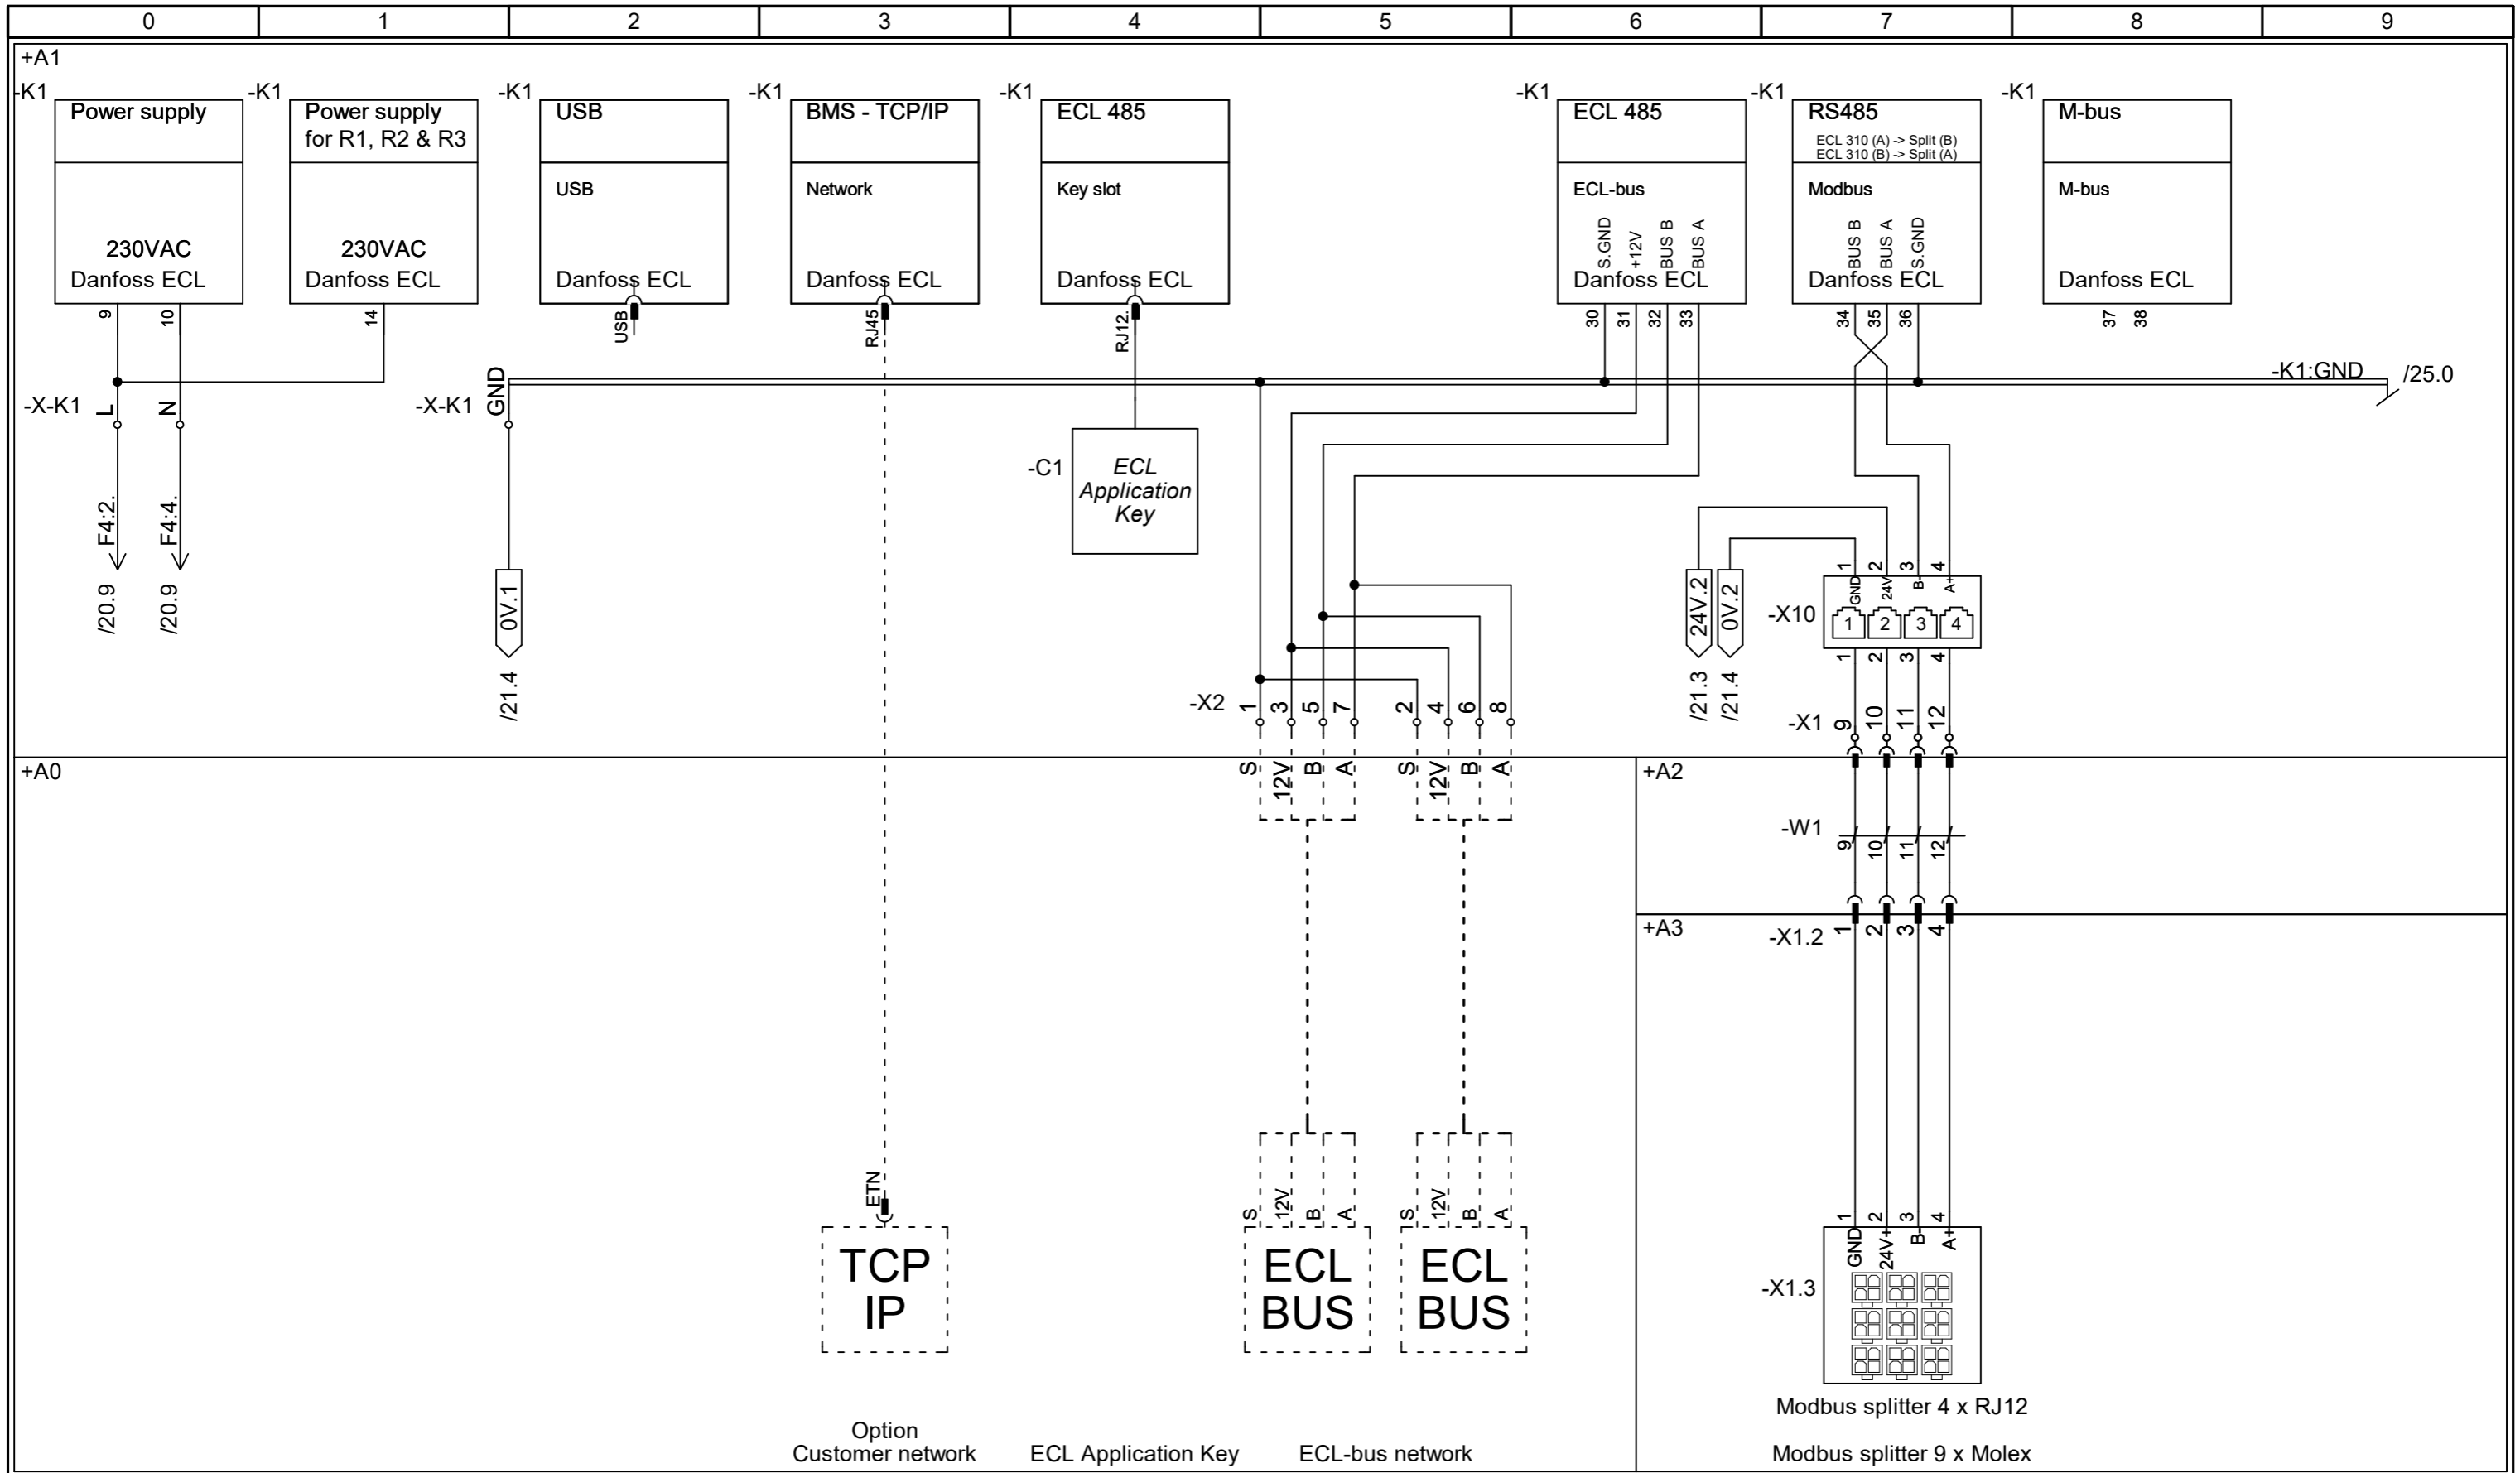 0 1 2 3 4 5 6 7 8 9
+A1
-K1 -K1 -K1 -K1 -K1 -K1 -K1 -K1
Power supply
Power supply
for R1, R2 & R3
USB
BMS - TCP/IP
ECL 485
ECL 485
RS485
ECL 310 (A) -> Split (B)
ECL 310 (B) -> Split (A)
M-bus
USB
Network
Key slot
ECL-bus
Modbus
M-bus
S.GND +12V BUS B BUS A
BUS B BUS A S.GND
230VAC
230VAC
Danfoss ECL Danfoss ECL Danfoss ECL Danfoss ECL Danfoss ECL Danfoss ECL Danfoss ECL Danfoss ECL
9 10 14 USB RJ45 RJ12. 30 31 32 33 34 35 36 37 38
-K1:GND /25.0
-X-K1 L N
-X-K1 GND
-C1
ECL
Application
Key
F4:2. F4:4.
/20.9 /20.9
0V.1
/21.4
24V.2 0V.2
/21.3 /21.4
1 2 3 4
GND 24V B- A+
-X10 1 2 3 4
1 2 3 4
-X2 1 3 5 7 2 4 6 8
-X1 9 10 11 12
+A0
S 12V B A S 12V B A
+A2
-W1 9 10 11 12
+A3
-X1.2 1 2 3 4
ETN
TCP
IP
S 12V B A
ECL
BUS
S 12V B A
ECL
BUS
1 2 3 4
GND 24V+ B- A+
-X1.3
Modbus splitter 4 x RJ12
Option
Customer network
ECL Application Key
ECL-bus network
Modbus splitter 9 x Molex